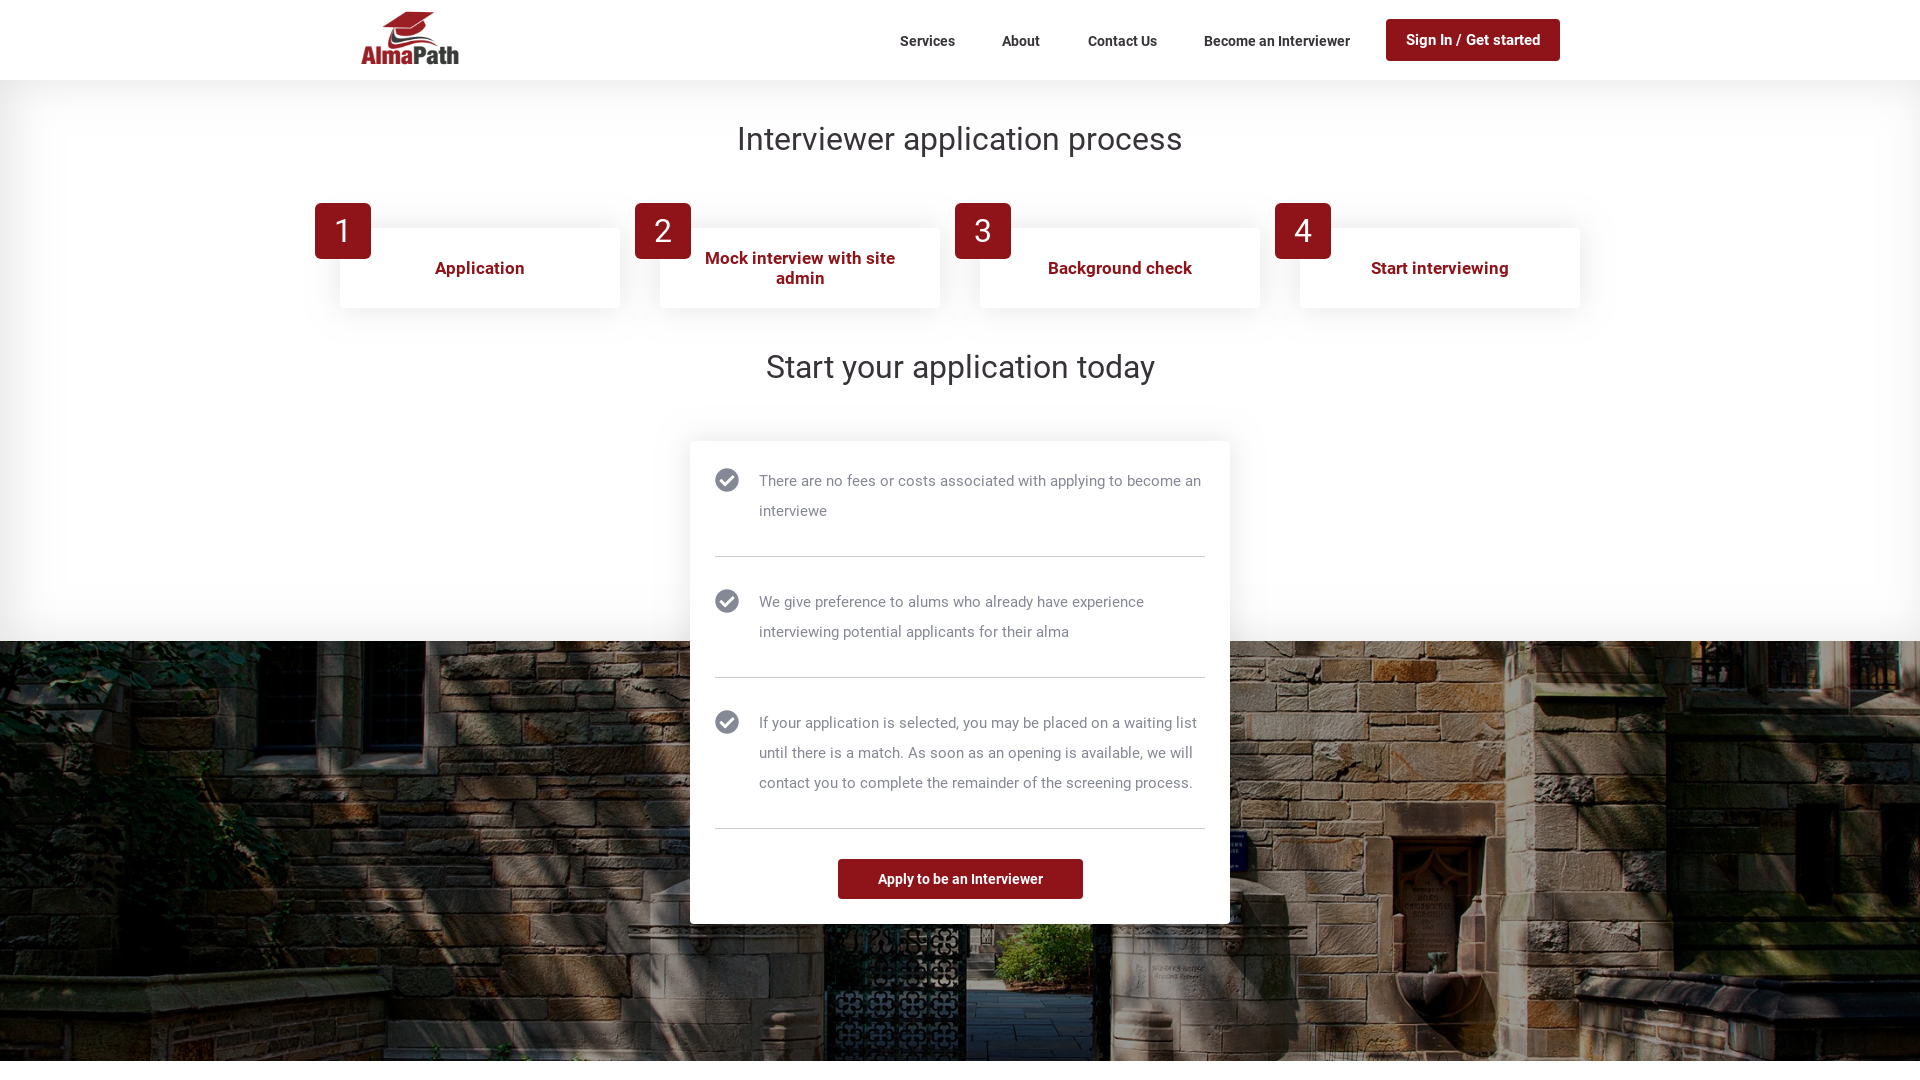 AlmaPath
Services
About
Contact Us
Become an Interviewer
Sign In / Get started
Interviewer application process
1
Application
2
Mock interview with site
admin
3
Background check
4
Start interviewing
Start your application today
There are no fees or costs associated with applying to become an
interviewe
We give preference to alums who already have experience
interviewing potential applicants for their alma
If your application is selected, you may be placed on a waiting list
until there is a match. As soon as an opening is available, we will
contact you to complete the remainder of the screening process.
Apply to be an Interviewer